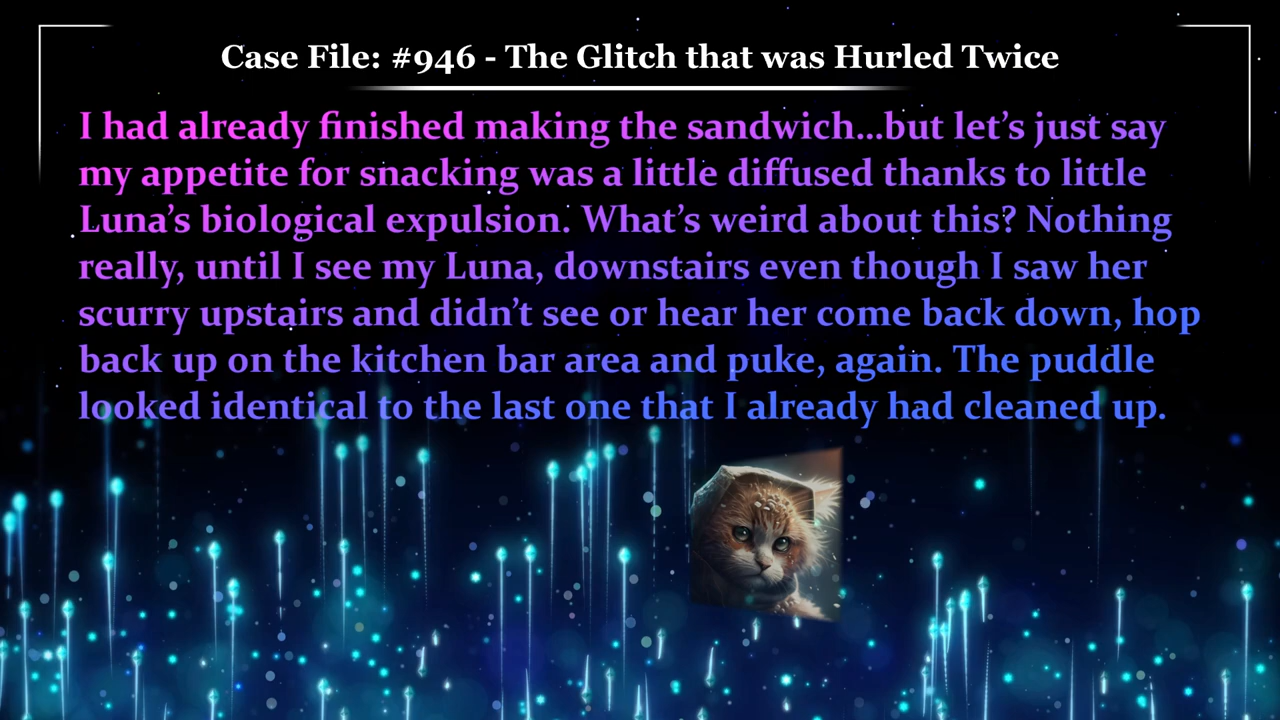 Case File: #946 - The Glitch that was Hurled Twice
I had already finished making the sandwich...but let's just say
my appetite for snacking was a little diffused thanks to little
Luna's biological expulsion. What's weird about this? Nothing
really, until I see my Luna, downstairs even though I saw her
scurry upstairs and didn't see or hear her come back down, hop
back up on the kitchen bar area and puke, again. The puddle
looked identical to the last one that I already had cleaned up.